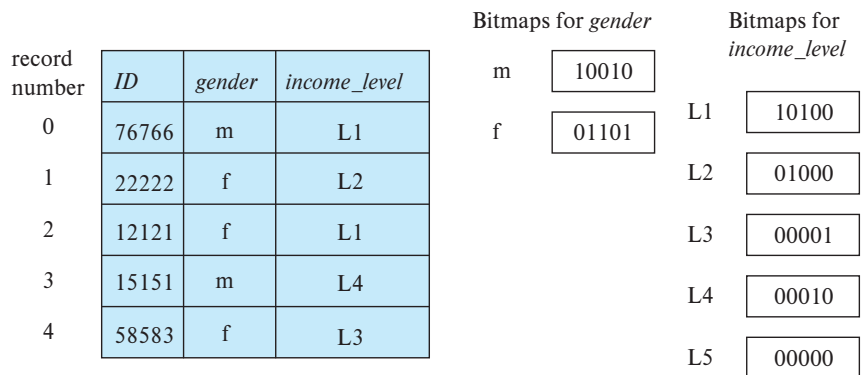 record number
ID gender income_level
0 76766 m L1
1 22222 f L2
2 12121 f L1
3 15151 m L4
4 58583 f L3
Bitmaps for gender
m 10010
f 01101
Bitmaps for
income_level
L1 10100
L2 01000
L3 00001
L4 00010
L5 00000